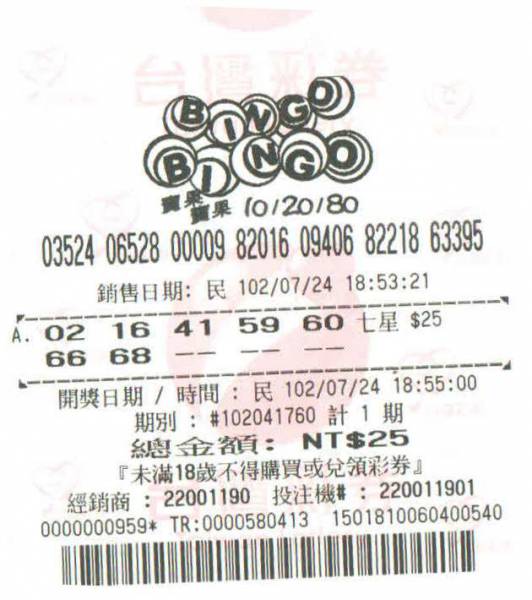 台灣彩券
BINGO
BINGO
賓果
賓果 10/20/80
03524 06528 00009 82016 09406 82218 63395
銷售日期: 民 102/07/24 18:53:21
A. 02 16 41 59 60 七星 $25
66 68 -- -- --
開獎日期 / 時間 : 民 102/07/24 18:55:00
期別 : #102041760 計 1 期
總金額: NT$25
『未滿18歲不得購買或兌領彩券』
經銷商 : 22001190 投注機# : 220011901
0000000959* TR:0000580413 1501810060400540